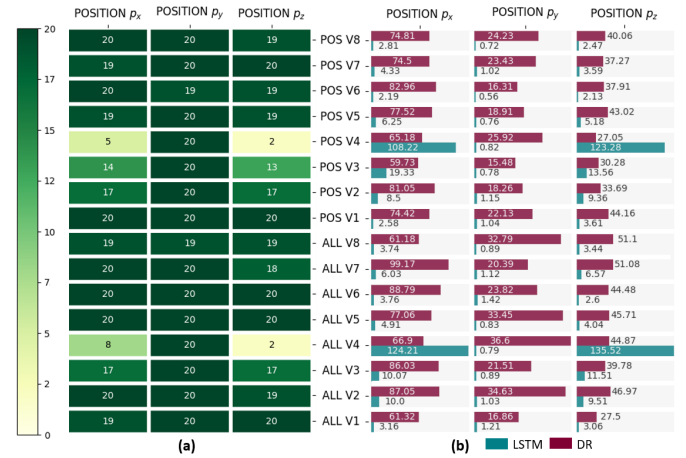 POSITION px POSITION py POSITION pz POSITION px POSITION py POSITION pz
20
17
15
12
10
7
5
2
0
20 20 19 POS V8 74.81 2.81 24.23 0.72 40.06 2.47
19 20 20 POS V7 74.5 4.33 23.43 1.02 37.27 3.59
20 19 19 POS V6 82.96 2.19 16.31 0.56 37.91 2.13
19 20 19 POS V5 77.52 6.25 18.91 0.76 43.02 5.18
5 20 2 POS V4 65.18 108.22 25.92 0.82 27.05 123.28
14 20 13 POS V3 59.73 19.33 15.48 0.78 30.28 13.56
17 20 17 POS V2 81.05 8.5 18.26 1.15 33.69 9.36
20 20 20 POS V1 74.42 2.58 22.13 1.04 44.16 3.61
19 19 19 ALL V8 61.18 3.74 32.79 0.89 51.1 3.44
20 20 18 ALL V7 99.17 6.03 20.39 1.12 51.08 6.57
20 20 20 ALL V6 88.79 3.76 23.82 1.42 44.48 2.6
20 20 20 ALL V5 77.06 4.91 33.45 0.83 45.71 4.04
8 20 2 ALL V4 66.9 124.21 36.6 0.79 44.87 135.52
17 20 17 ALL V3 86.03 10.07 21.51 0.89 39.78 11.51
20 20 19 ALL V2 87.05 10.0 34.63 1.03 46.97 9.51
19 20 20 ALL V1 61.32 3.16 16.86 1.21 27.5 3.06
(a) (b) LSTM DR